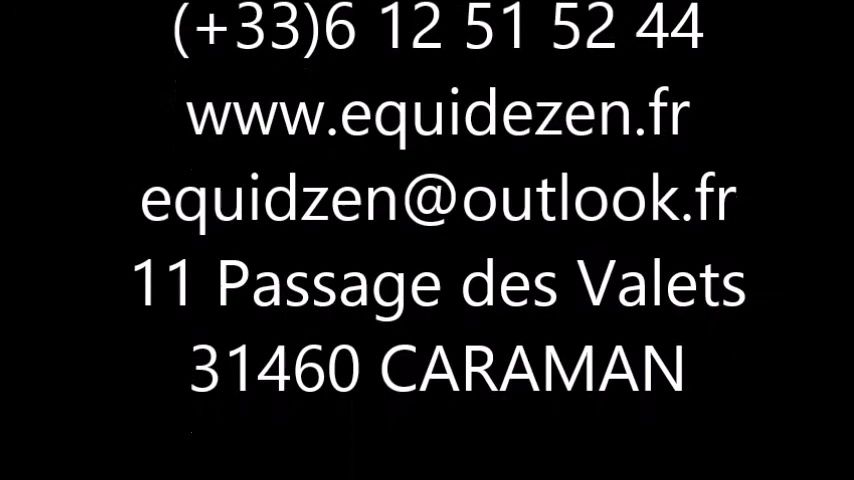 (+33)6 12 51 52 44
www.equidezen.fr
equidzen@outlook.fr
11 Passage des Valets
31460 CARAMAN